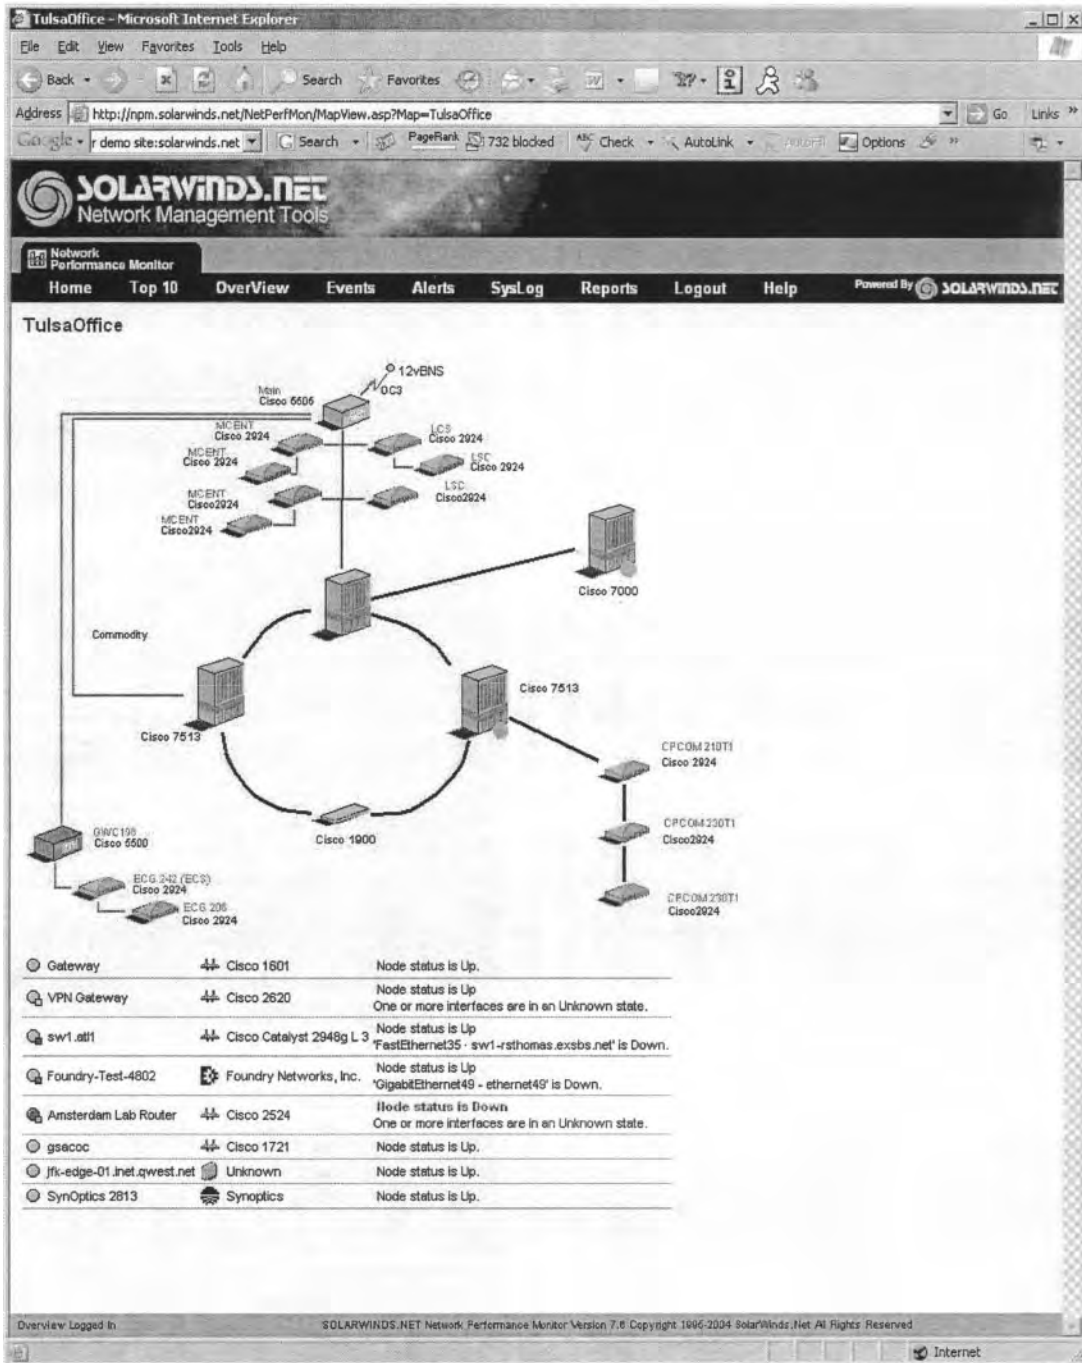 TulsaOffice - Microsoft Internet Explorer
File Edit View Favorites Tools Help
Back Search Favorites
Address http://npm.solarwinds.net/NetPerfMon/MapView.asp?Map=TulsaOffice Go Links »
Google r demo site:solarwinds.net Search PageRank 732 blocked ABC Check AutoLink AutoFill Options »
SOLARWINDS.NET
Network Management Tools
Network
Performance Monitor
Home Top 10 OverView Events Alerts SysLog Reports Logout Help Powered By SOLARWINDS.NET
TulsaOffice
12vBNS
OC3
Main
Cisco 5505
MCENT
Cisco 2924
LCS
Cisco 2924
MCENT
Cisco 2924
LSC
Cisco 2924
MCENT
Cisco2924
LSC
Cisco2924
MCENT
Cisco2924
Cisco 7000
Commodity
Cisco 7513
Cisco 7513
CPCOM 210T1
Cisco 2924
CPCOM 230T1
Cisco2924
Cisco 1900
GWC198
Cisco 5500
ECG 242 (ECS)
Cisco 2924
CPCOM 230T1
Cisco2924
ECG 206
Cisco 2924
Gateway Cisco 1601 Node status is Up.
VPN Gateway Cisco 2620 Node status is Up
One or more interfaces are in an Unknown state.
sw1.atl1 Cisco Catalyst 2948g L 3 Node status is Up
'FastEthernet35 · sw1-rsthomas.exsbs.net' is Down.
Foundry-Test-4802 Foundry Networks, Inc. Node status is Up
'GigabitEthernet49 - ethernet49' is Down.
Amsterdam Lab Router Cisco 2524 Node status is Down
One or more interfaces are in an Unknown state.
gsacoc Cisco 1721 Node status is Up.
jfk-edge-01.inet.qwest.net Unknown Node status is Up.
SynOptics 2813 Synoptics Node status is Up.
Overview Logged In SOLARWINDS.NET Network Performance Monitor Version 7.6 Copyright 1995-2004 SolarWinds.Net All Rights Reserved
Internet